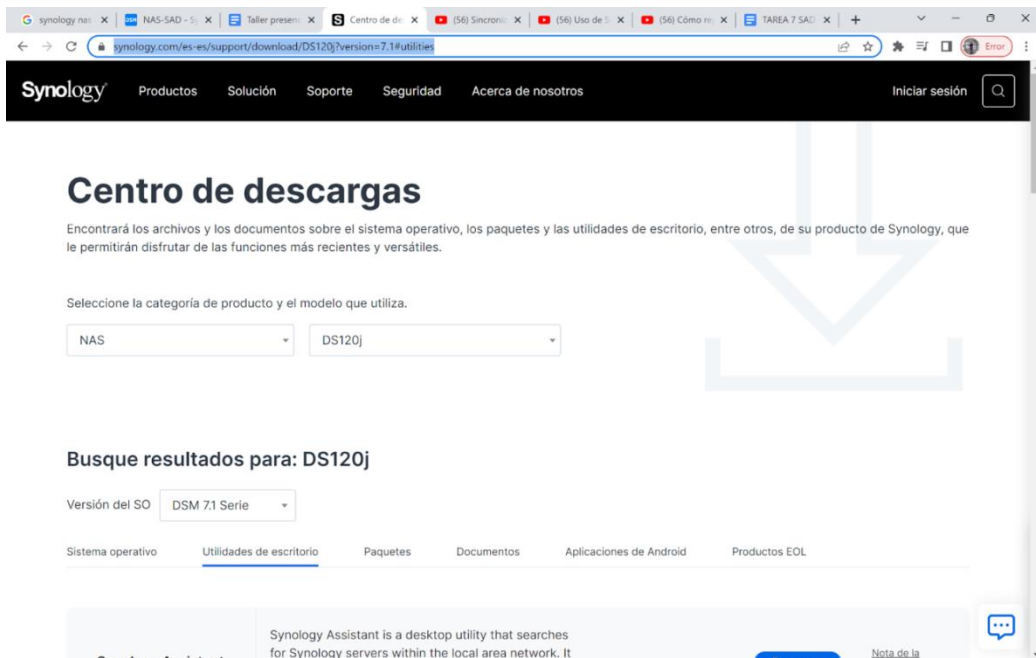 synology nas
NAS-SAD - S
Taller present
Centro de de
(56) Sincroni
(56) Uso de S
(56) Cómo re
TAREA 7 SAD
synology.com/es-es/support/download/DS120j?version=7.1#utilities
Error
Synology
Productos
Solución
Soporte
Seguridad
Acerca de nosotros
Iniciar sesión
Centro de descargas
Encontrará los archivos y los documentos sobre el sistema operativo, los paquetes y las utilidades de escritorio, entre otros, de su producto de Synology, que
le permitirán disfrutar de las funciones más recientes y versátiles.
Seleccione la categoría de producto y el modelo que utiliza.
NAS
DS120j
Busque resultados para: DS120j
Versión del SO
DSM 7.1 Serie
Sistema operativo
Utilidades de escritorio
Paquetes
Documentos
Aplicaciones de Android
Productos EOL
Synology Assistant is a desktop utility that searches
for Synology servers within the local area network. It
Nota de la